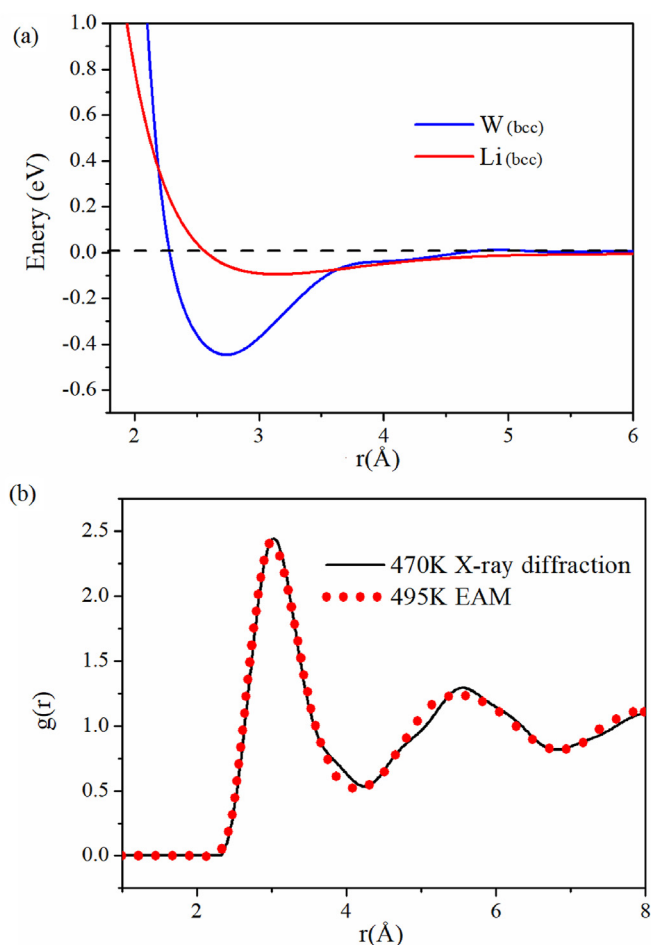 (a)
1.0
0.8
0.6
0.4
0.2
0.0
-0.2
-0.4
-0.6
Enery (eV)
W(bcc)
Li(bcc)
2 3 4 5 6
r(Å)
(b)
2.5
2.0
1.5
1.0
0.5
0.0
g(r)
470K X-ray diffraction
495K EAM
2 4 6 8
r(Å)